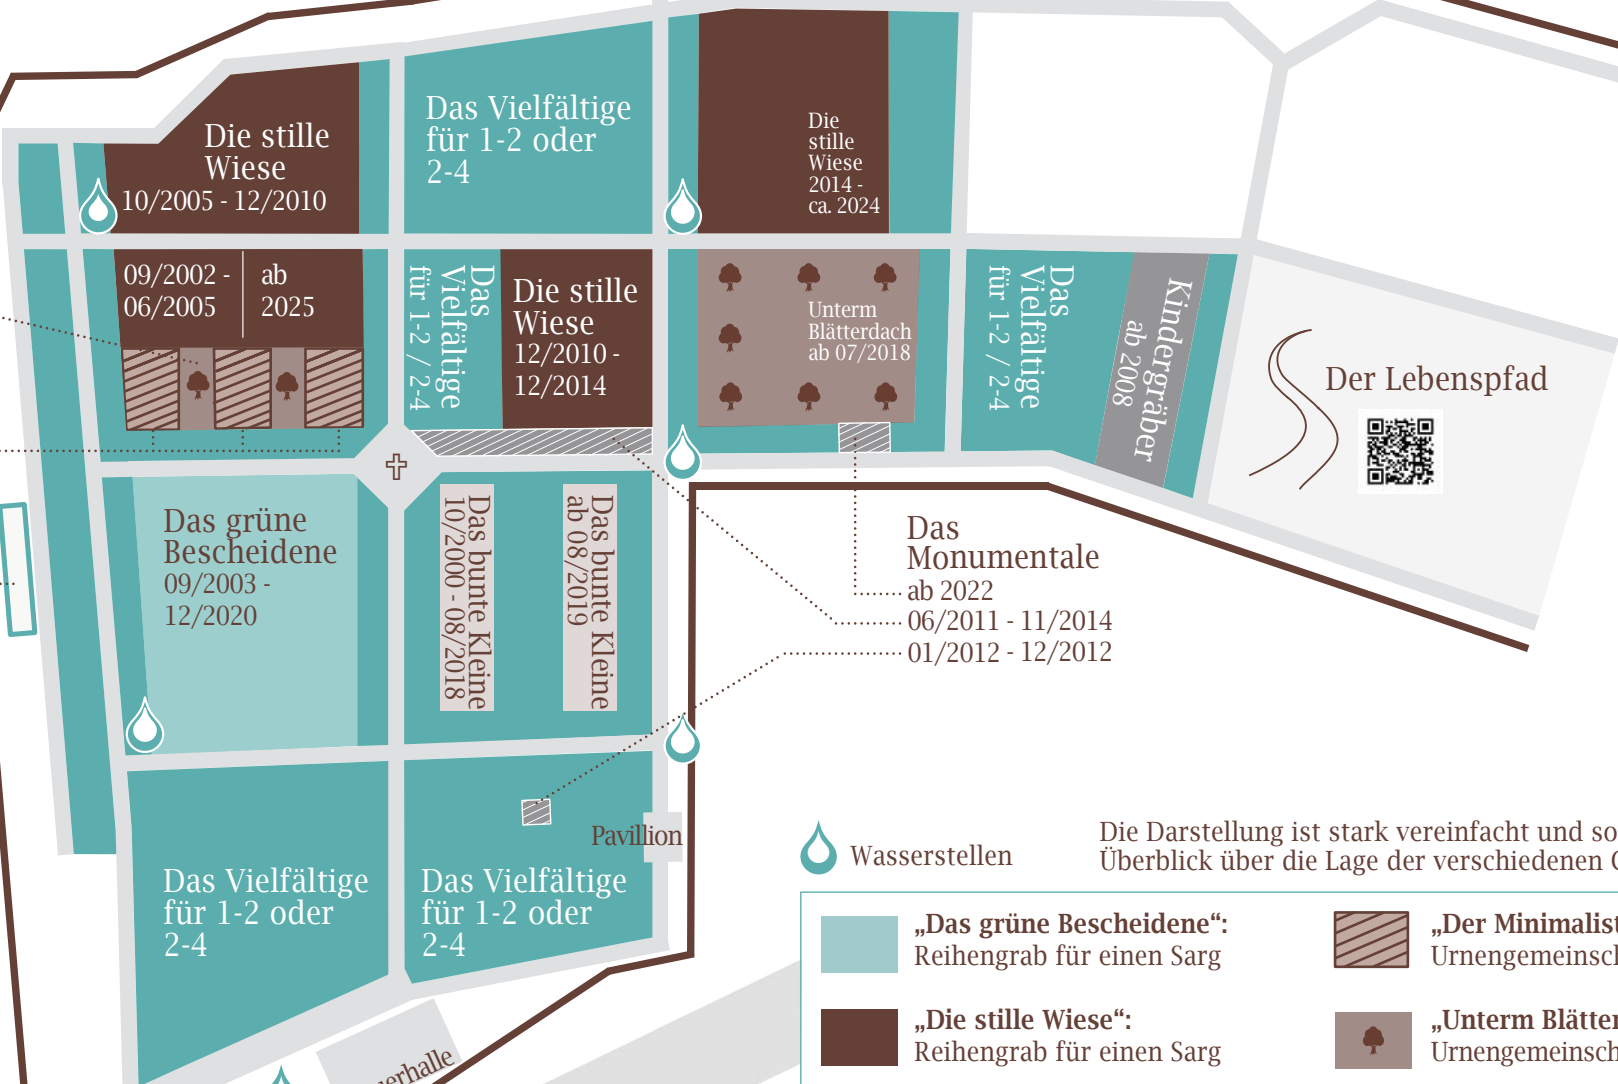 Die stille
Wiese
10/2005 - 12/2010
Das Vielfältige
für 1-2 oder
2-4
Die
stille
Wiese
2014 -
ca. 2024
09/2002 -
06/2005
ab
2025
Das
Vielfältige
für 1-2 / 2-4
Die stille
Wiese
12/2010 -
12/2014
Unterm
Blätterdach
ab 07/2018
Das
Vielfältige
für 1-2 / 2-4
Kindergräber
ab 2008
Der Lebenspfad
Das grüne
Bescheidene
09/2003 -
12/2020
Das bunte Kleine
10/2000 - 08/2018
Das bunte Kleine
ab 08/2019
Das
Monumentale
ab 2022
06/2011 - 11/2014
01/2012 - 12/2012
Pavillion
Das Vielfältige
für 1-2 oder
2-4
Das Vielfältige
für 1-2 oder
2-4
Wasserstellen
Die Darstellung ist stark vereinfacht und so
Überblick über die Lage der verschiedenen
„Das grüne Bescheidene“:
Reihengrab für einen Sarg
„Der Minimalist
Urnengemeinsch
„Die stille Wiese“:
Reihengrab für einen Sarg
„Unterm Blätter
Urnengemeinsch
erhalle